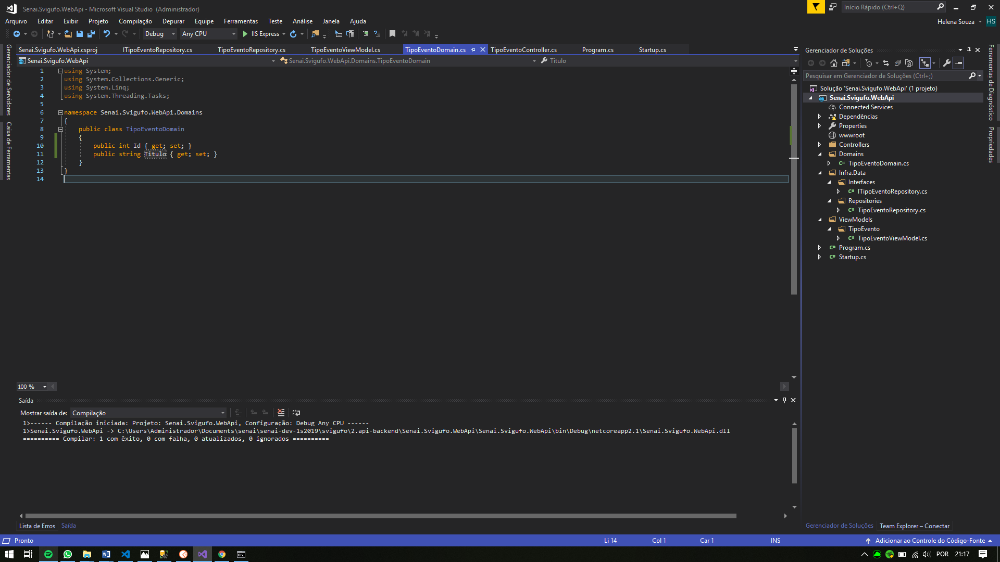 Senai.Svigufo.WebApi - Microsoft Visual Studio (Administrador)
Início Rápido (Ctrl+Q)
Arquivo Editar Exibir Projeto Compilação Depurar Equipe Ferramentas Teste Análise Janela Ajuda
Helena Souza HS
Debug Any CPU IIS Express
Gerenciador de Servidores
Caixa de Ferramentas
Senai.Svigufo.WebApi.csproj ITipoEventoRepository.cs TipoEventoRepository.cs TipoEventoViewModel.cs TipoEventoDomain.cs TipoEventoController.cs Program.cs Startup.cs
Senai.Svigufo.WebApi Senai.Svigufo.WebApi.Domains.TipoEventoDomain Titulo
1 using System;
2 using System.Collections.Generic;
3 using System.Linq;
4 using System.Threading.Tasks;
5
6 namespace Senai.Svigufo.WebApi.Domains
7 {
8 public class TipoEventoDomain
9 {
10 public int Id { get; set; }
11 public string Titulo { get; set; }
12 }
13 }
14
100 %
Saída
Mostrar saída de: Compilação
1>------ Compilação iniciada: Projeto: Senai.Svigufo.WebApi, Configuração: Debug Any CPU ------
1>Senai.Svigufo.WebApi -> C:\Users\Administrador\Documents\senai\senai-dev-1s2019\svigufo\2.api-backend\Senai.Svigufo.WebApi\Senai.Svigufo.WebApi\bin\Debug\netcoreapp2.1\Senai.Svigufo.WebApi.dll
========== Compilar: 1 com êxito, 0 com falha, 0 atualizados, 0 ignorados ==========
Lista de Erros Saída
Gerenciador de Soluções
Pesquisar em Gerenciador de Soluções (Ctrl+;)
Solução 'Senai.Svigufo.WebApi' (1 projeto)
Senai.Svigufo.WebApi
Connected Services
Dependências
Properties
wwwroot
Controllers
Domains
C# TipoEventoDomain.cs
Infra.Data
Interfaces
C# ITipoEventoRepository.cs
Repositories
C# TipoEventoRepository.cs
ViewModels
TipoEvento
C# TipoEventoViewModel.cs
C# Program.cs
C# Startup.cs
Gerenciador de Soluções Team Explorer – Conectar
Ferramentas de Diagnóstico
Propriedades
Pronto Li 14 Col 1 Car 1 INS Adicionar ao Controle do Código-Fonte
POR 21:17